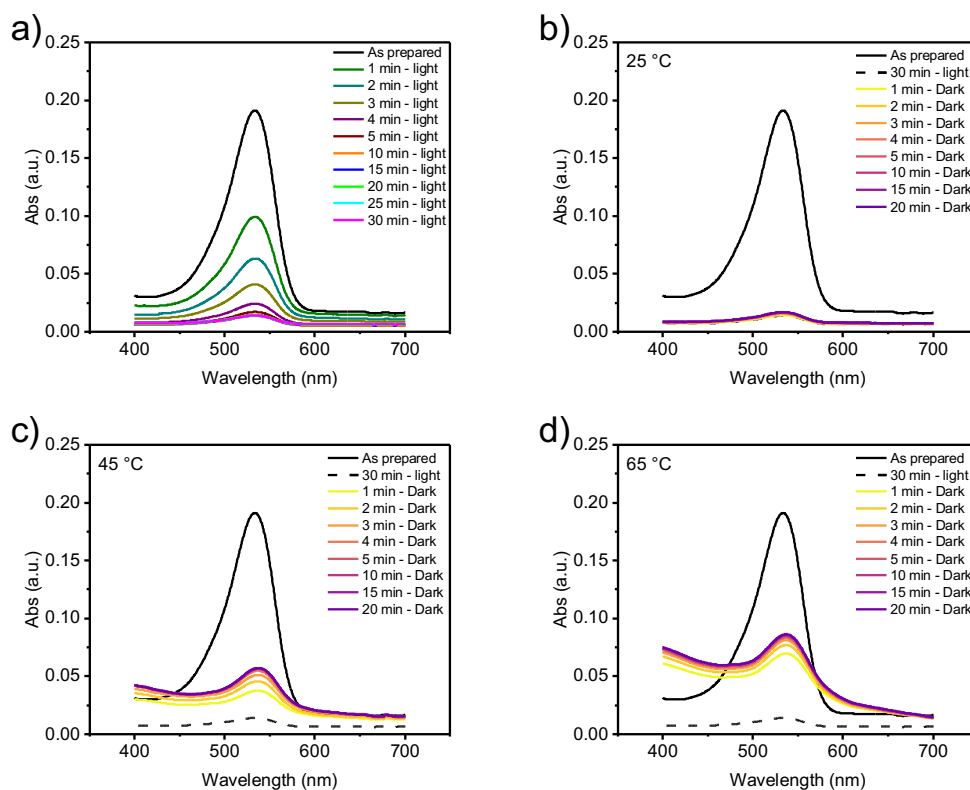 a)
0.25
0.20
0.15
0.10
0.05
0.00
Abs (a.u.)
400 500 600 700
Wavelength (nm)
As prepared
1 min - light
2 min - light
3 min - light
4 min - light
5 min - light
10 min - light
15 min - light
20 min - light
25 min - light
30 min - light
b)
25 °C
0.25
0.20
0.15
0.10
0.05
0.00
Abs (a.u.)
400 500 600 700
Wavelength (nm)
As prepared
30 min - light
1 min - Dark
2 min - Dark
3 min - Dark
4 min - Dark
5 min - Dark
10 min - Dark
15 min - Dark
20 min - Dark
c)
45 °C
0.25
0.20
0.15
0.10
0.05
0.00
Abs (a.u.)
400 500 600 700
Wavelength (nm)
As prepared
30 min - light
1 min - Dark
2 min - Dark
3 min - Dark
4 min - Dark
5 min - Dark
10 min - Dark
15 min - Dark
20 min - Dark
d)
65 °C
0.25
0.20
0.15
0.10
0.05
0.00
Abs (a.u.)
400 500 600 700
Wavelength (nm)
As prepared
30 min - light
1 min - Dark
2 min - Dark
3 min - Dark
4 min - Dark
5 min - Dark
10 min - Dark
15 min - Dark
20 min - Dark